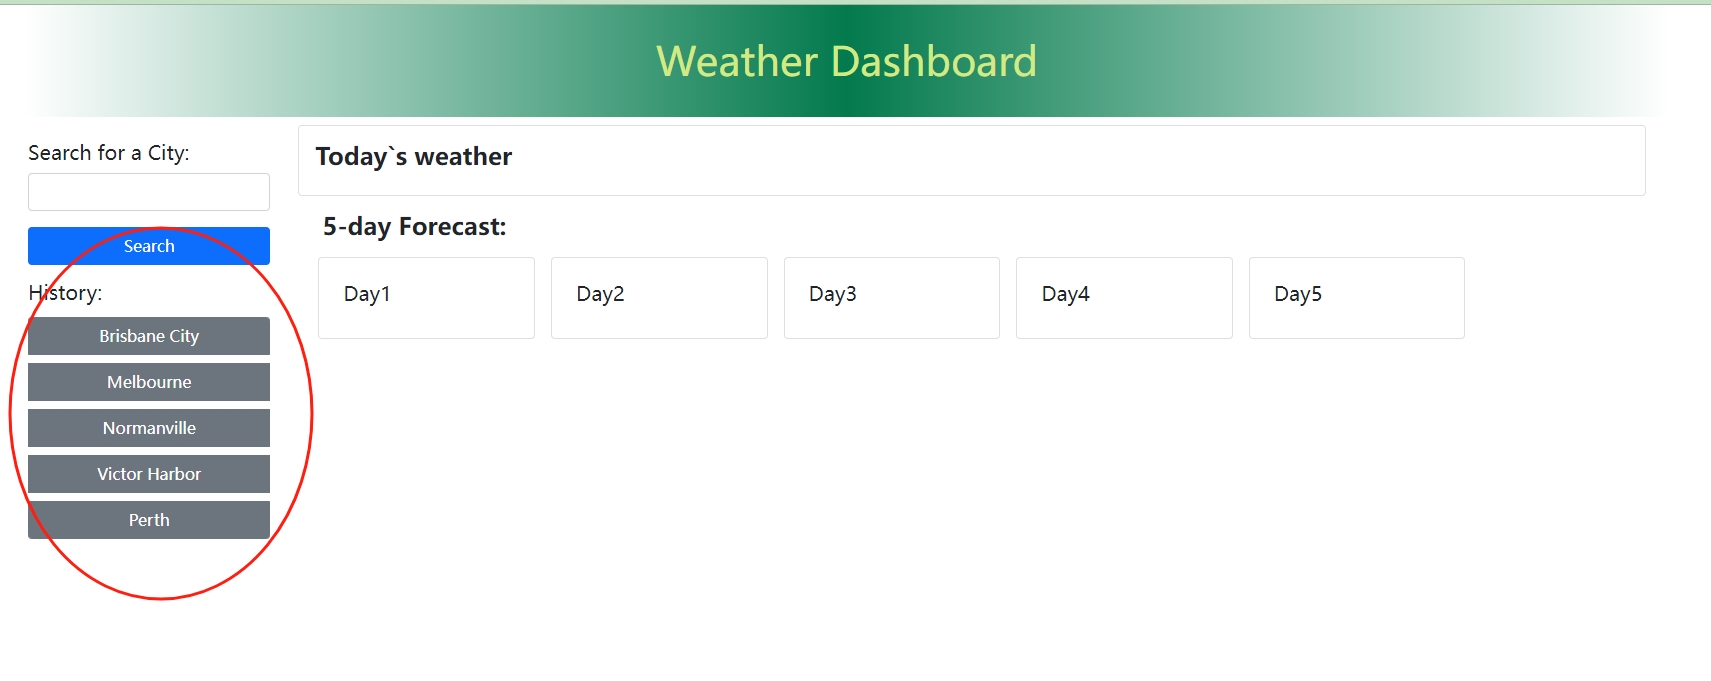 Weather Dashboard
Search for a City:
Search
History:
Brisbane City
Melbourne
Normanville
Victor Harbor
Perth
Today`s weather
5-day Forecast:
Day1
Day2
Day3
Day4
Day5